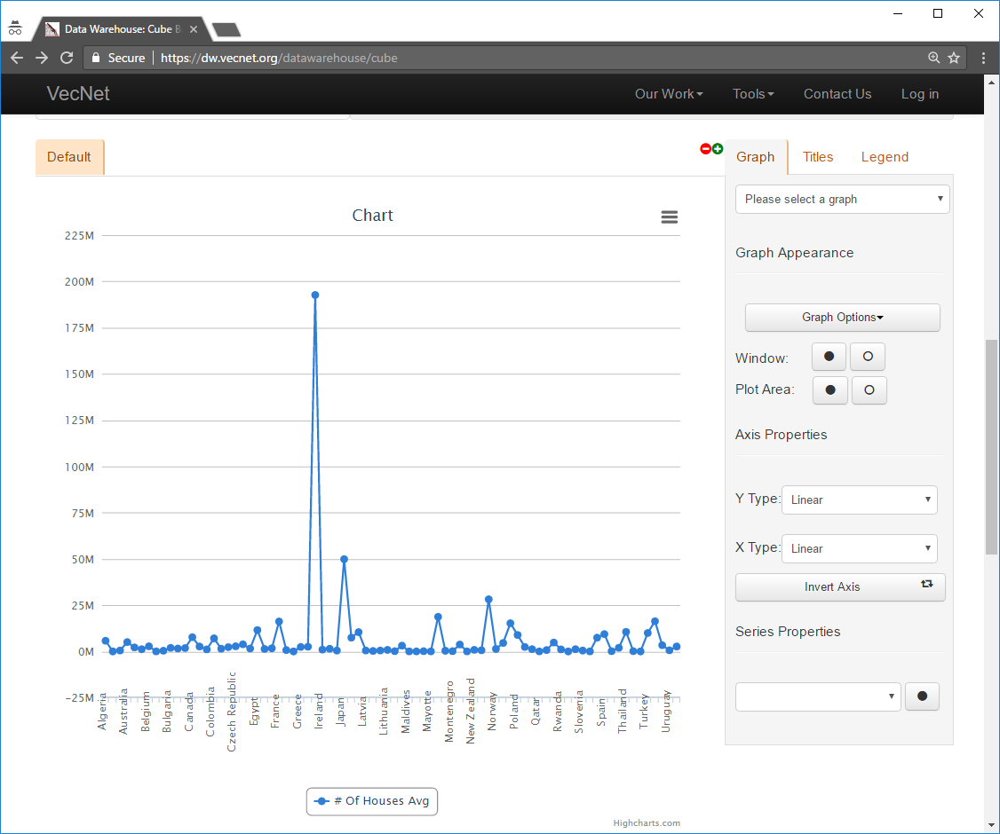 Data Warehouse: Cube B
Secure
https://dw.vecnet.org/datawarehouse/cube
VecNet
Our Work
Tools
Contact Us
Log in
Default
Graph
Titles
Legend
Please select a graph
Chart
225M
200M
175M
150M
125M
100M
75M
50M
25M
0M
−25M
Algeria
Australia
Belgium
Bulgaria
Canada
Colombia
Czech Republic
Egypt
France
Greece
Ireland
Japan
Latvia
Lithuania
Maldives
Mayotte
Montenegro
New Zealand
Norway
Poland
Qatar
Rwanda
Slovenia
Spain
Thailand
Turkey
Uruguay
# Of Houses Avg
Highcharts.com
Graph Appearance
Graph Options
Window:
Plot Area:
Axis Properties
Y Type:
Linear
X Type:
Linear
Invert Axis
Series Properties